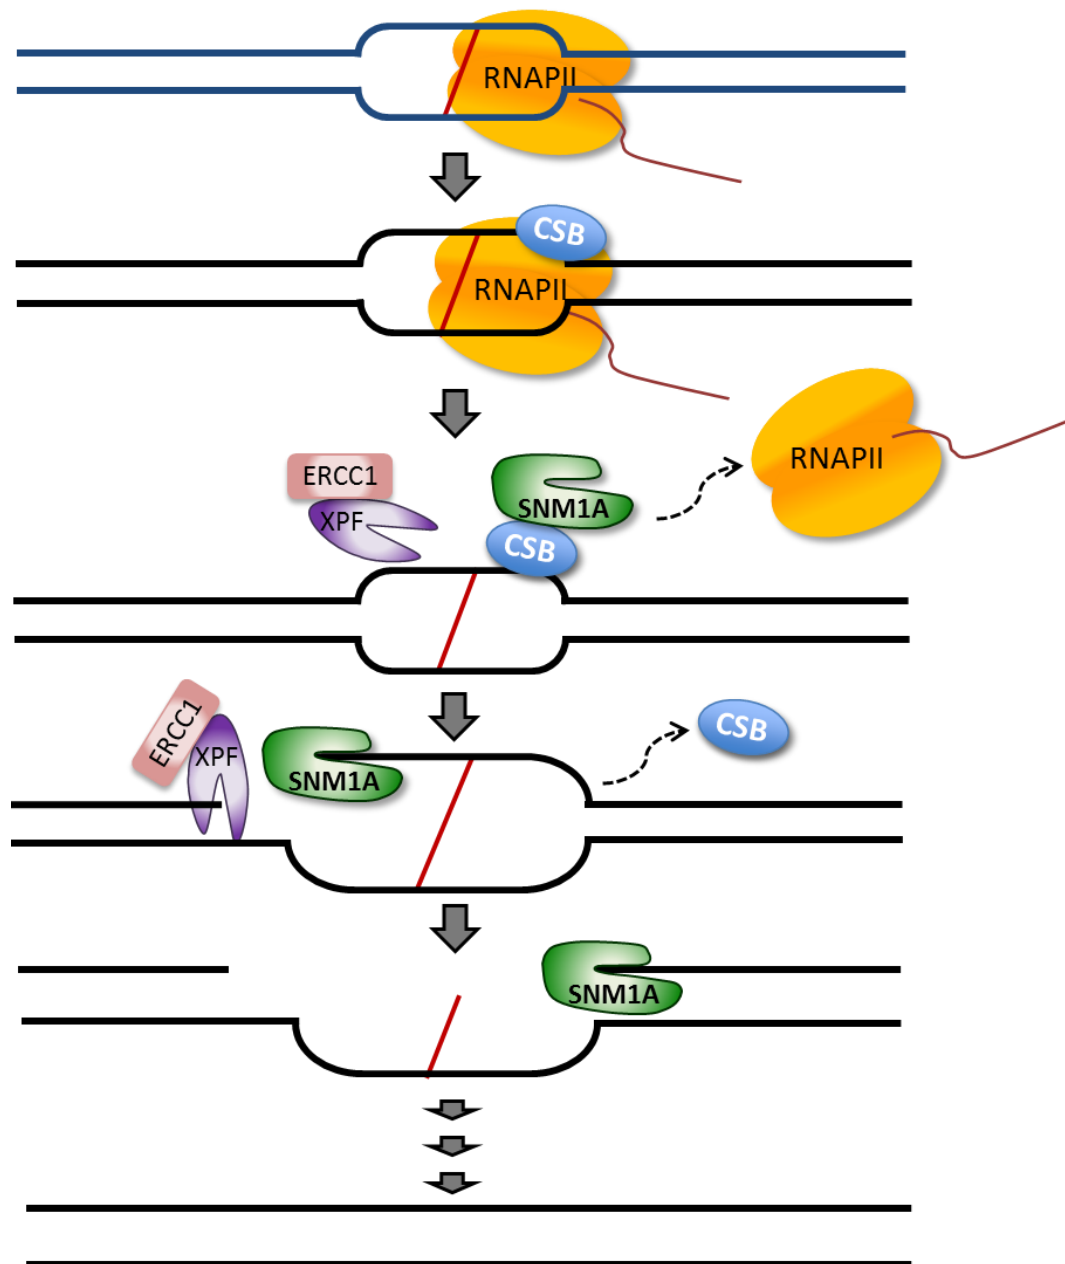 RNAPII
CSB
RNAPII
RNAPII
ERCC1
XPF
SNM1A
CSB
ERCC1
XPF
SNM1A
CSB
SNM1A